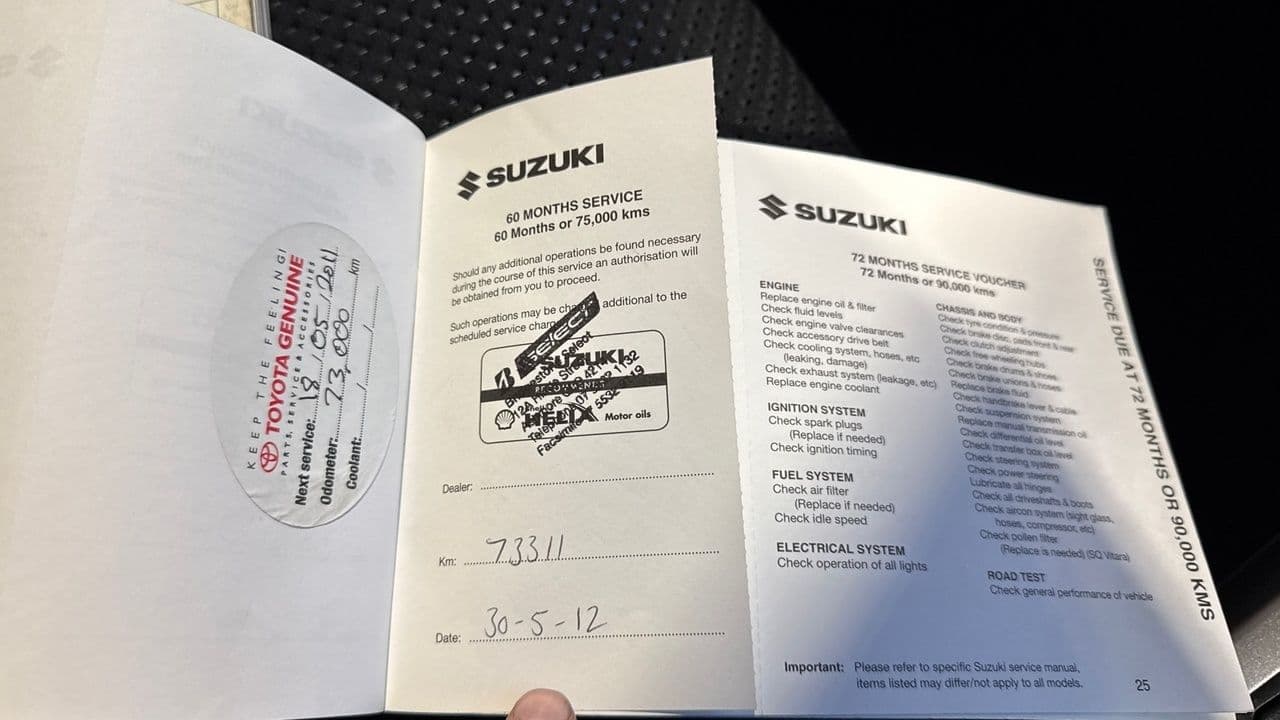 KEEP THE FEELING!
TOYOTA GENUINE
PARTS, SERVICE & ACCESSORIES
Next service: 18/05/2011
Odometer: 73,000 km
Coolant: / /
SUZUKI
60 MONTHS SERVICE
60 Months or 75,000 kms
Should any additional operations be found necessary
during the course of this service an authorisation will
be obtained from you to proceed.
Such operations may be additional to the
scheduled service
Select
SUZUKI
RECOMMENDS
HELIX Motor oils
Dealer:
Km: 73311
Date: 30-5-12
SUZUKI
72 MONTHS SERVICE VOUCHER
72 Months or 90,000 kms
ENGINE
Replace engine oil & filter
Check fluid levels
Check engine valve clearances
Check accessory drive belt
Check cooling system, hoses, etc
(leaking, damage)
Check exhaust system (leakage, etc)
Replace engine coolant
IGNITION SYSTEM
Check spark plugs
(Replace if needed)
Check ignition timing
FUEL SYSTEM
Check air filter
(Replace if needed)
Check idle speed
ELECTRICAL SYSTEM
Check operation of all lights
CHASSIS AND BODY
Check tyre condition & pressure
Check brake disc, pads front & rear
Check clutch adjustment
Check free wheeling hubs
Check brake drums & shoes
Check brake unions & hoses
Replace brake fluid
Check handbrake lever & cable
Check suspension system
Replace manual transmission oil
Check differential oil level
Check transfer box oil level
Check steering system
Check power steering
Lubricate all hinges
Check all driveshafts & boots
Check aircon system (sight glass,
hoses, compressor, etc)
Check pollen filter
(Replace is needed) (SQ Vitara)
ROAD TEST
Check general performance of vehicle
Important: Please refer to specific Suzuki service manual,
items listed may differ/not apply to all models.
25
SERVICE DUE AT 72 MONTHS OR 90,000 KMS